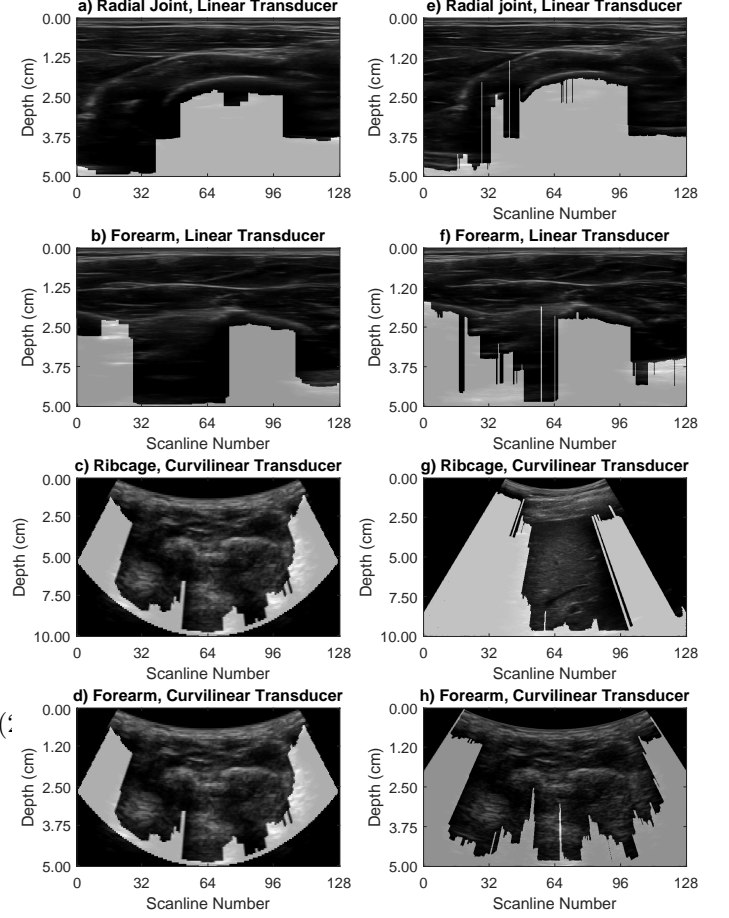 a) Radial Joint, Linear Transducer
0.00
1.25
2.50
3.75
5.00
Depth (cm)
0 32 64 96 128
e) Radial joint, Linear Transducer
0.00
1.25
2.50
3.75
5.00
Depth (cm)
0 32 64 96 128
Scanline Number
b) Forearm, Linear Transducer
0.00
1.25
2.50
3.75
5.00
Depth (cm)
0 32 64 96 128
Scanline Number
f) Forearm, Linear Transducer
0.00
1.20
2.50
3.75
5.00
Depth (cm)
0 32 64 96 128
Scanline Number
c) Ribcage, Curvilinear Transducer
0.00
2.50
5.00
7.50
10.00
Depth (cm)
0 32 64 96 128
Scanline Number
g) Ribcage, Curvilinear Transducer
0.00
2.50
5.00
7.50
10.00
Depth (cm)
0 32 64 96 128
Scanline Number
d) Forearm, Curvilinear Transducer
0.00
1.20
2.50
3.75
5.00
Depth (cm)
0 32 64 96 128
Scanline Number
h) Forearm, Curvilinear Transducer
0.00
1.20
2.50
3.75
5.00
Depth (cm)
0 32 64 96 128
Scanline Number